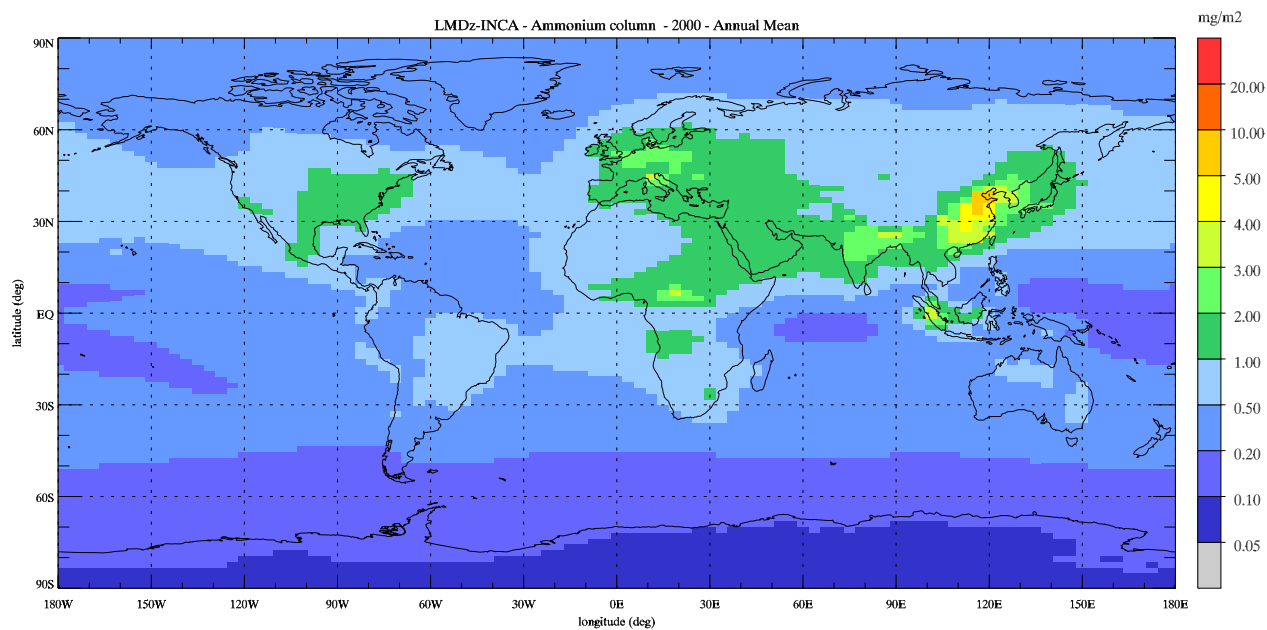 LMDz-INCA - Ammonium column - 2000 - Annual Mean
mg/m2
90N
60N
30N
EQ
30S
60S
90S
latitude (deg)
180W 150W 120W 90W 60W 30W 0E 30E 60E 90E 120E 150E 180E
longitude (deg)
20.00
10.00
5.00
4.00
3.00
2.00
1.00
0.50
0.20
0.10
0.05